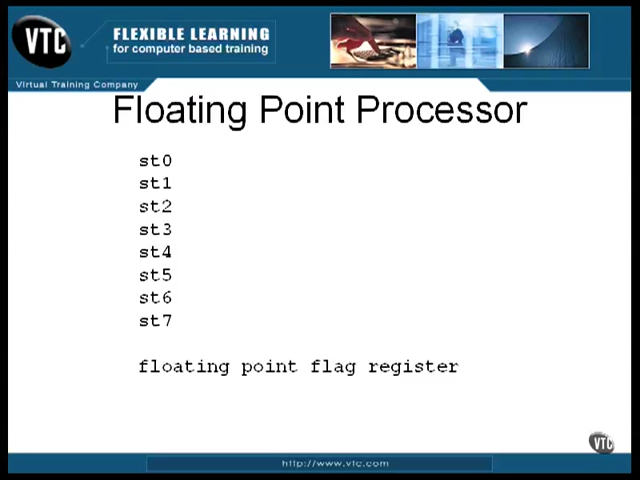 VTC
FLEXIBLE LEARNING
for computer based training
Virtual Training Company
Floating Point Processor
st0
st1
st2
st3
st4
st5
st6
st7
floating point flag register
VTC
http://www.vtc.com